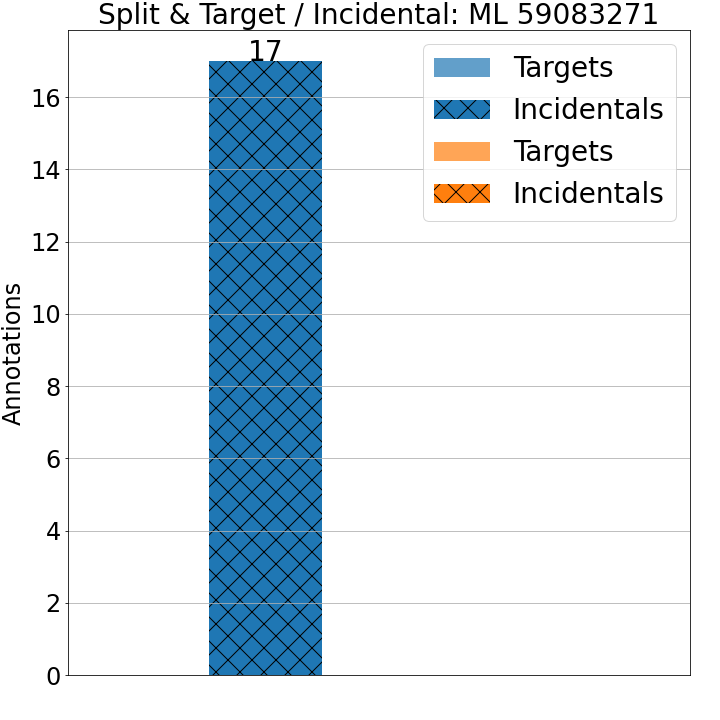 Split & Target / Incidental: ML 59083271
17
Targets
Incidentals
Targets
Incidentals
Annotations
16
14
12
10
8
6
4
2
0